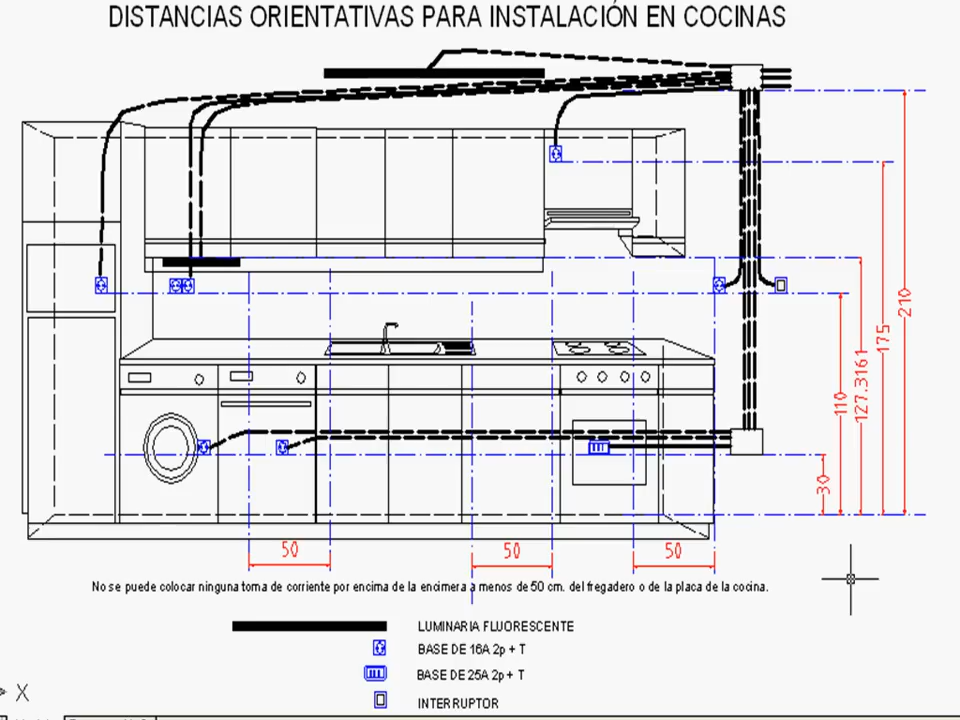 DISTANCIAS ORIENTATIVAS PARA INSTALACIÓN EN COCINAS
210
175
127.3161
110
30
50
50
50
No se puede colocar ninguna toma de corriente por encima de la encimera a menos de 50 cm. del fregadero o de la placa de la cocina.
LUMINARIA FLUORESCENTE
BASE DE 16A 2p + T
BASE DE 25A 2p + T
INTERRUPTOR
X